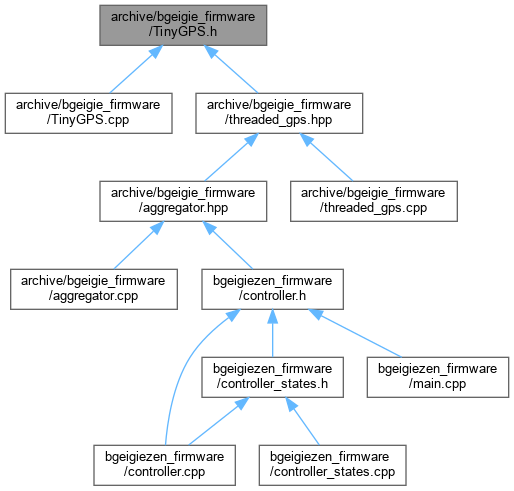 archive/bgeigie_firmware
/TinyGPS.h
archive/bgeigie_firmware
/TinyGPS.cpp
archive/bgeigie_firmware
/threaded_gps.hpp
archive/bgeigie_firmware
/aggregator.hpp
archive/bgeigie_firmware
/threaded_gps.cpp
archive/bgeigie_firmware
/aggregator.cpp
bgeigiezen_firmware
/controller.h
bgeigiezen_firmware
/controller_states.h
bgeigiezen_firmware
/main.cpp
bgeigiezen_firmware
/controller.cpp
bgeigiezen_firmware
/controller_states.cpp